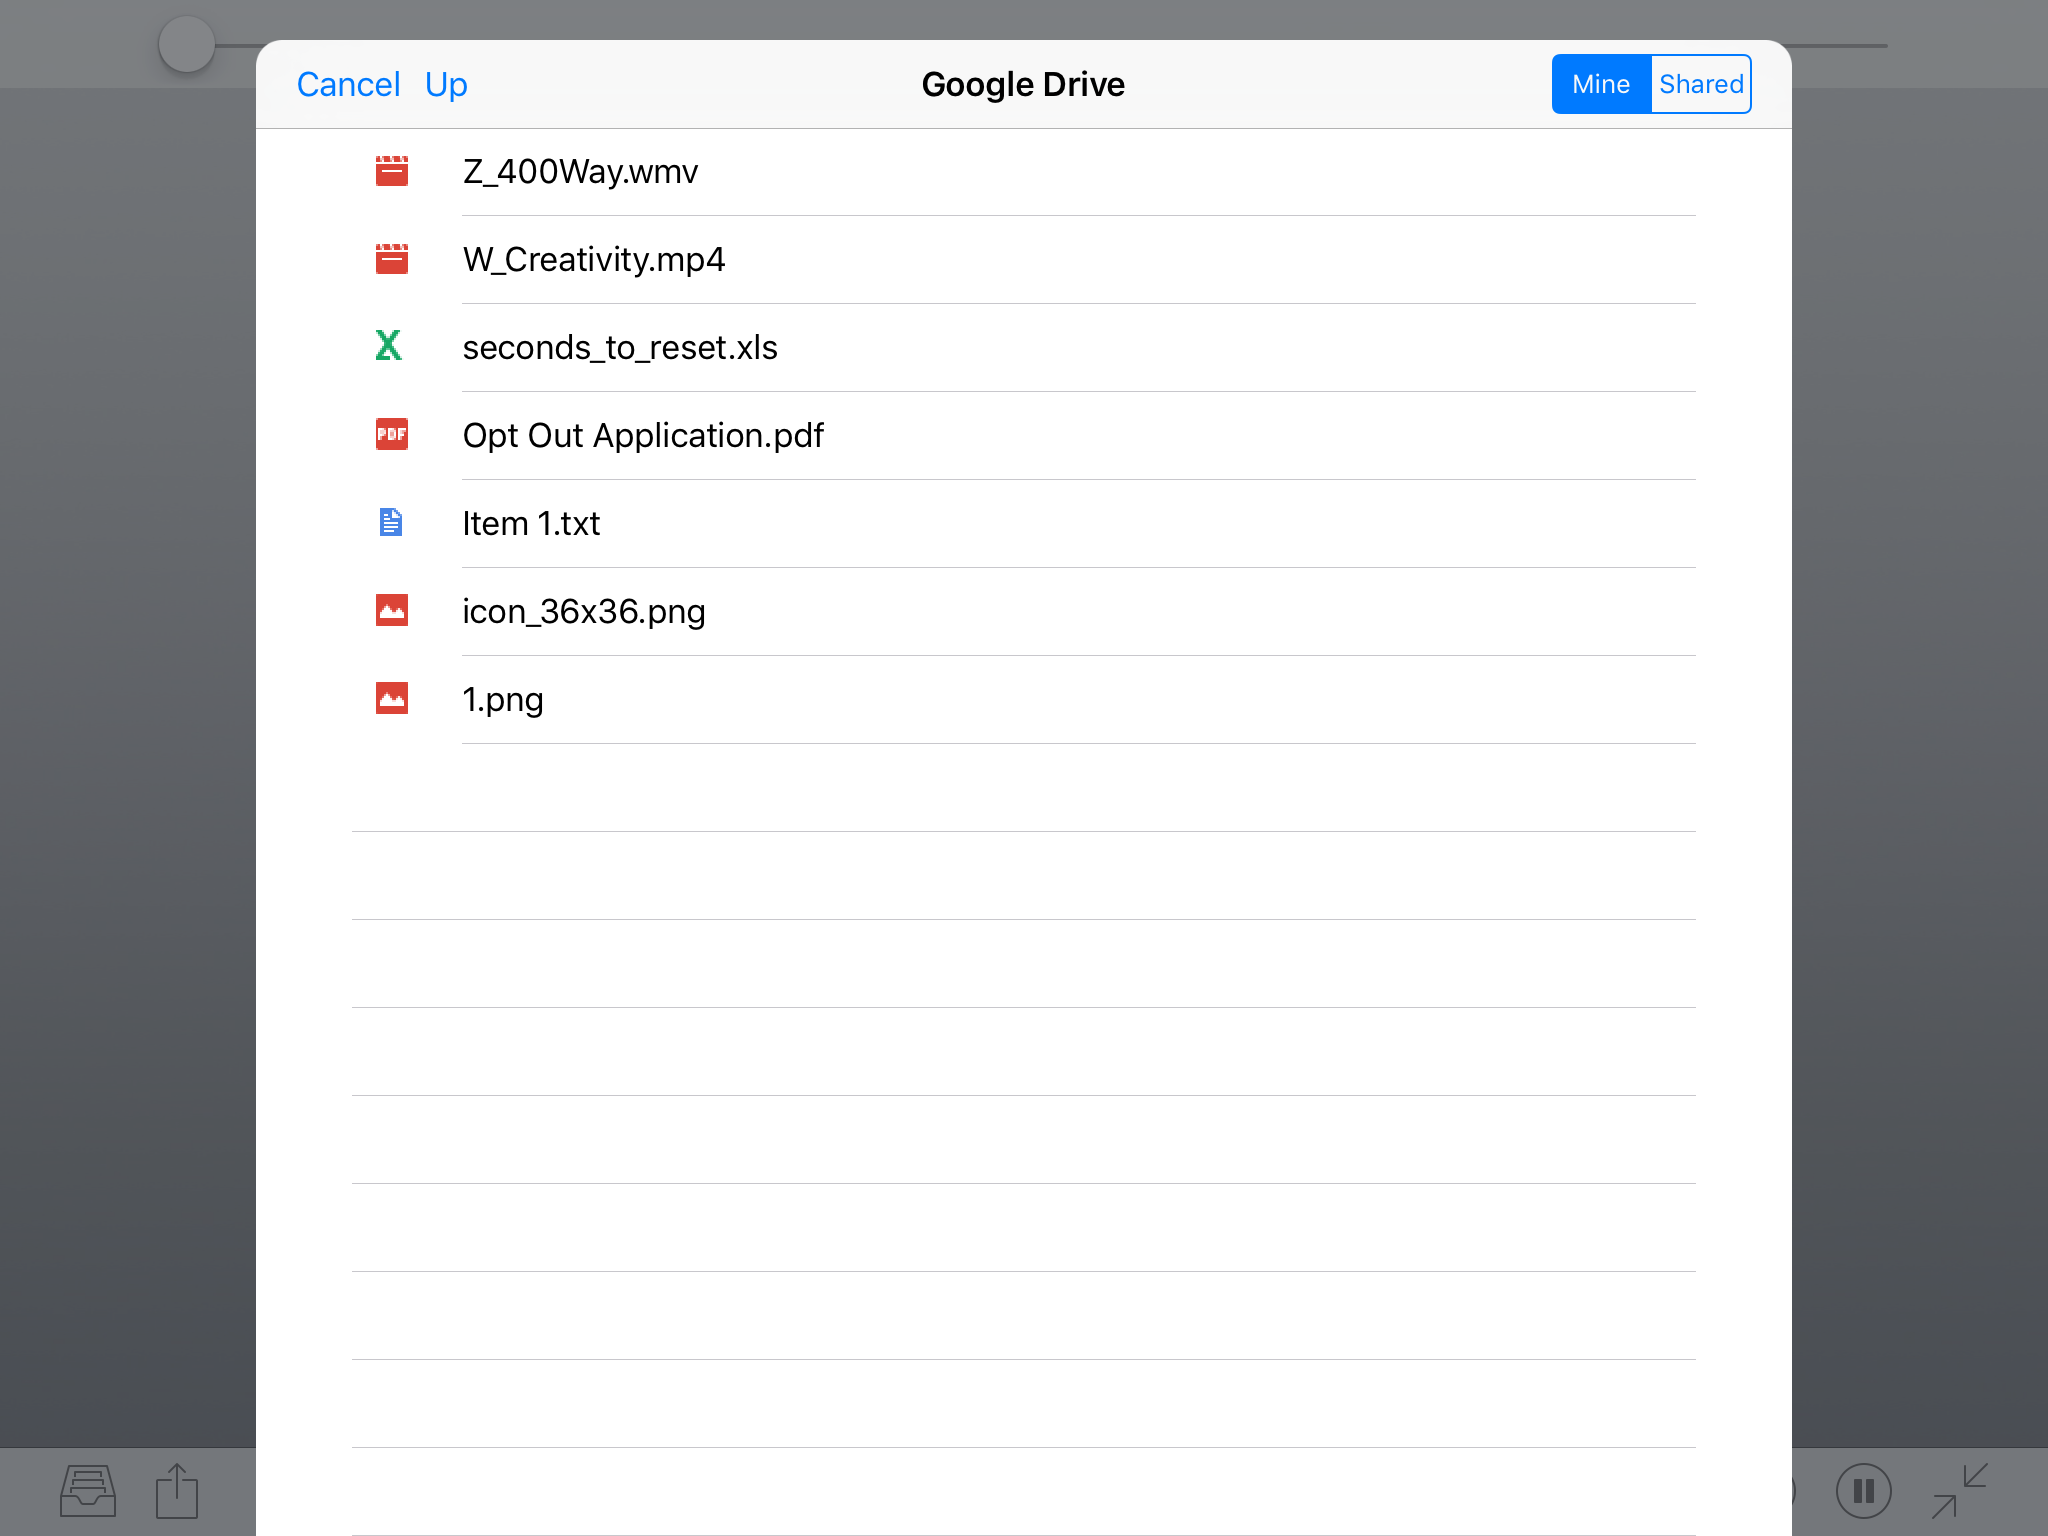 Cancel Up Google Drive Mine Shared
Z_400Way.wmv
W_Creativity.mp4
seconds_to_reset.xls
PDF Opt Out Application.pdf
Item 1.txt
icon_36x36.png
1.png